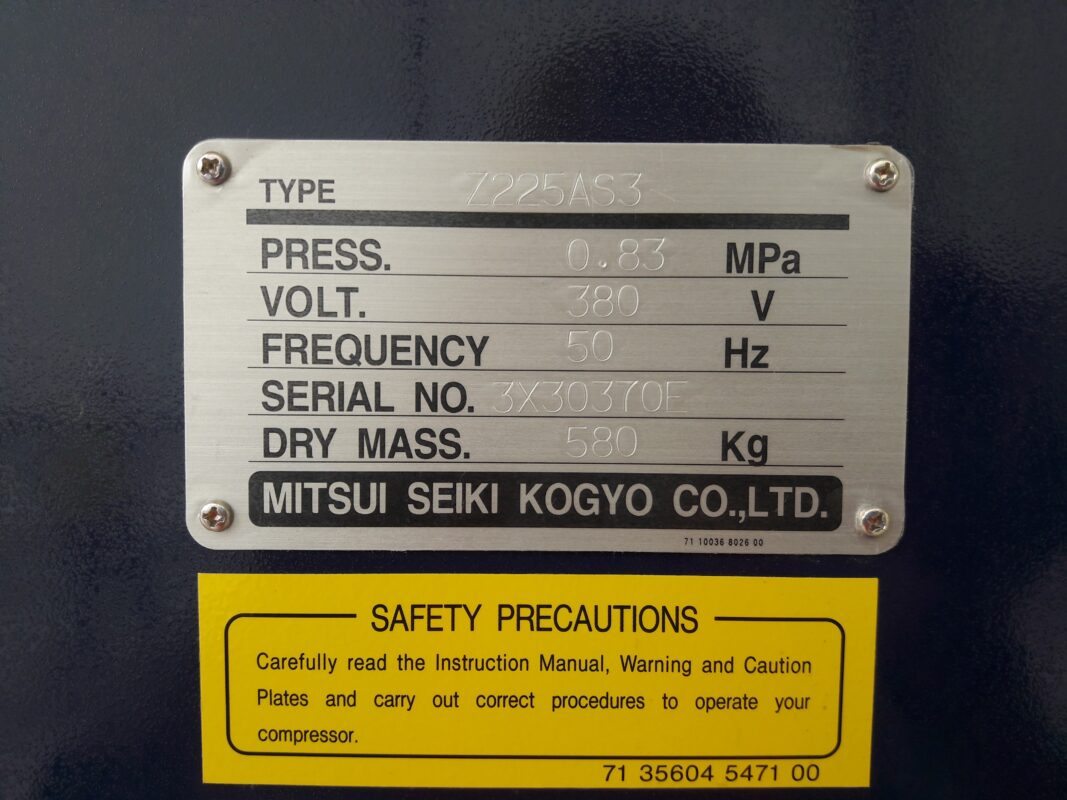 TYPE Z225AS3
PRESS. 0.83 MPa
VOLT. 380 V
FREQUENCY 50 Hz
SERIAL NO. 3X30370E
DRY MASS. 580 Kg
MITSUI SEIKI KOGYO CO.,LTD.
71 10036 8026 00
SAFETY PRECAUTIONS
Carefully read the Instruction Manual, Warning and Caution
Plates and carry out correct procedures to operate your
compressor.
71 35604 5471 00